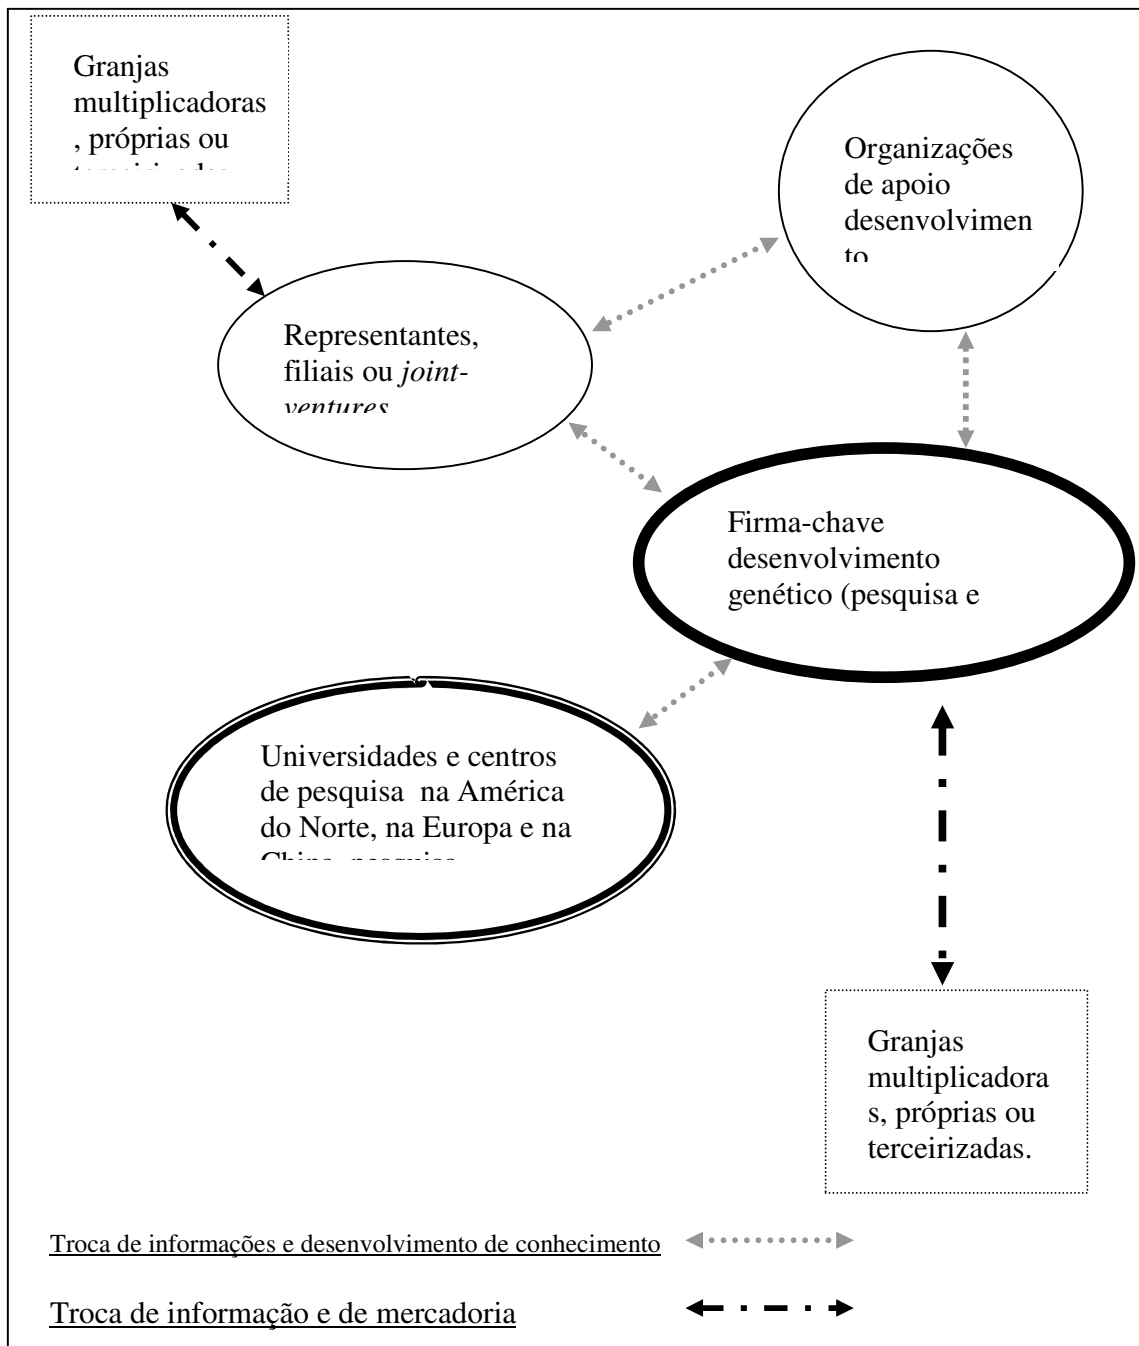 Granjas
multiplicadoras
, próprias ou
Organizações
de apoio
desenvolvimen
to
Representantes,
filiais ou joint-
ventures
Firma-chave
desenvolvimento
genético (pesquisa e
Universidades e centros
de pesquisa na América
do Norte, na Europa e na
Granjas
multiplicadora
s, próprias ou
terceirizadas.
Troca de informações e desenvolvimento de conhecimento
Troca de informação e de mercadoria